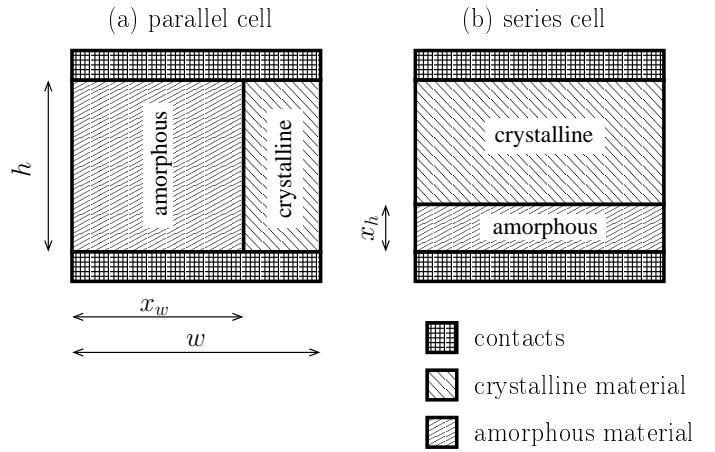 (a) parallel cell
(b) series cell
h
amorphous
crystalline
x_w
w
crystalline
x_h
amorphous
contacts
crystalline material
amorphous material